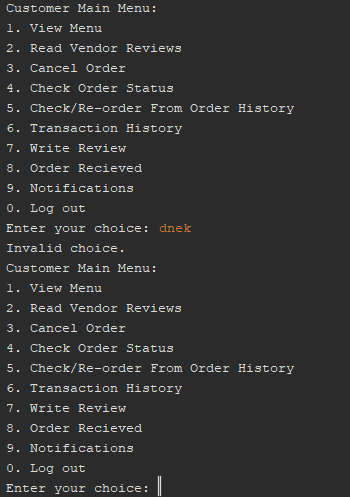 Customer Main Menu:
1. View Menu
2. Read Vendor Reviews
3. Cancel Order
4. Check Order Status
5. Check/Re-order From Order History
6. Transaction History
7. Write Review
8. Order Recieved
9. Notifications
0. Log out
Enter your choice: dnek
Invalid choice.
Customer Main Menu:
1. View Menu
2. Read Vendor Reviews
3. Cancel Order
4. Check Order Status
5. Check/Re-order From Order History
6. Transaction History
7. Write Review
8. Order Recieved
9. Notifications
0. Log out
Enter your choice: